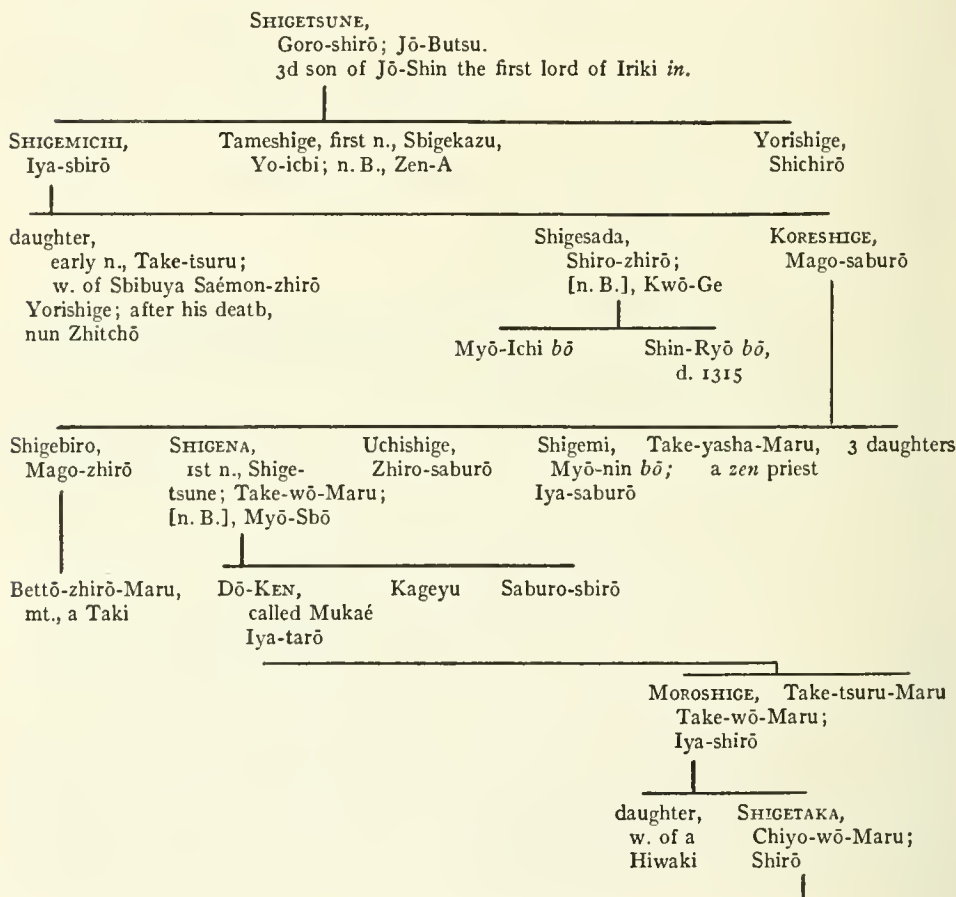 SHIGETSUNE,
Goro-shirō; Jō-Butsu.
3d son of Jō-Shin the first lord of Iriki in.
SHIGEMICHI,
Iya-sbirō
Tameshige, first n., Sbigekazu,
Yo-icbi; n. B., Zen-A
Yorishige,
Shichirō
daughter,
early n., Take-tsuru;
w. of Sbibuya Saémon-zhirō
Yorishige; after his deatb,
nun Zhitchō
Shigesada,
Shiro-zhirō;
[n. B.], Kwō-Ge
KORESHIGE,
Mago-saburō
Myō-Ichi bō
Shin-Ryō bō,
d. 1315
Shigebiro,
Mago-zhirō
SHIGENA,
1st n., Shige-
tsune; Take-wō-Maru;
[n. B.], Myō-Sbō
Uchishige,
Zhiro-saburō
Shigemi,
Myō-nin bō;
Iya-saburō
Take-yasha-Maru,
a zen priest
3 daughters
Bettō-zhirō-Maru,
mt., a Taki
DŌ-KEN,
called Mukaé
Iya-tarō
Kageyu
Saburo-sbirō
MOROSHIGE,
Take-wō-Maru;
Iya-shirō
Take-tsuru-Maru
daughter,
w. of a
Hiwaki
SHIGETAKA,
Chiyo-wō-Maru;
Shirō